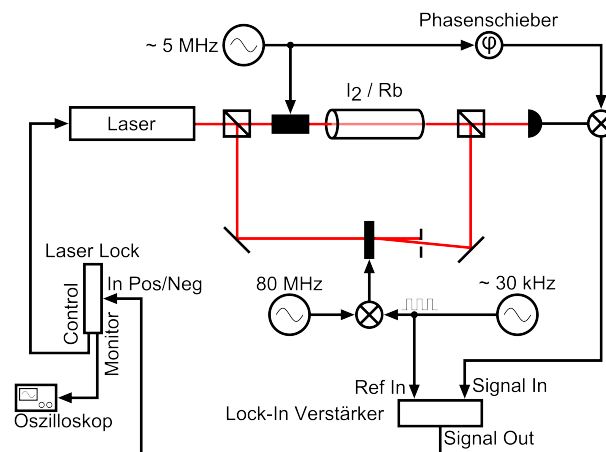 Phasenschieber
~ 5 MHz
φ
I2 / Rb
Laser
Laser Lock
In Pos/Neg
Control
Monitor
80 MHz
~ 30 kHz
Ref In
Signal In
Lock-In Verstärker
Oszilloskop
Signal Out